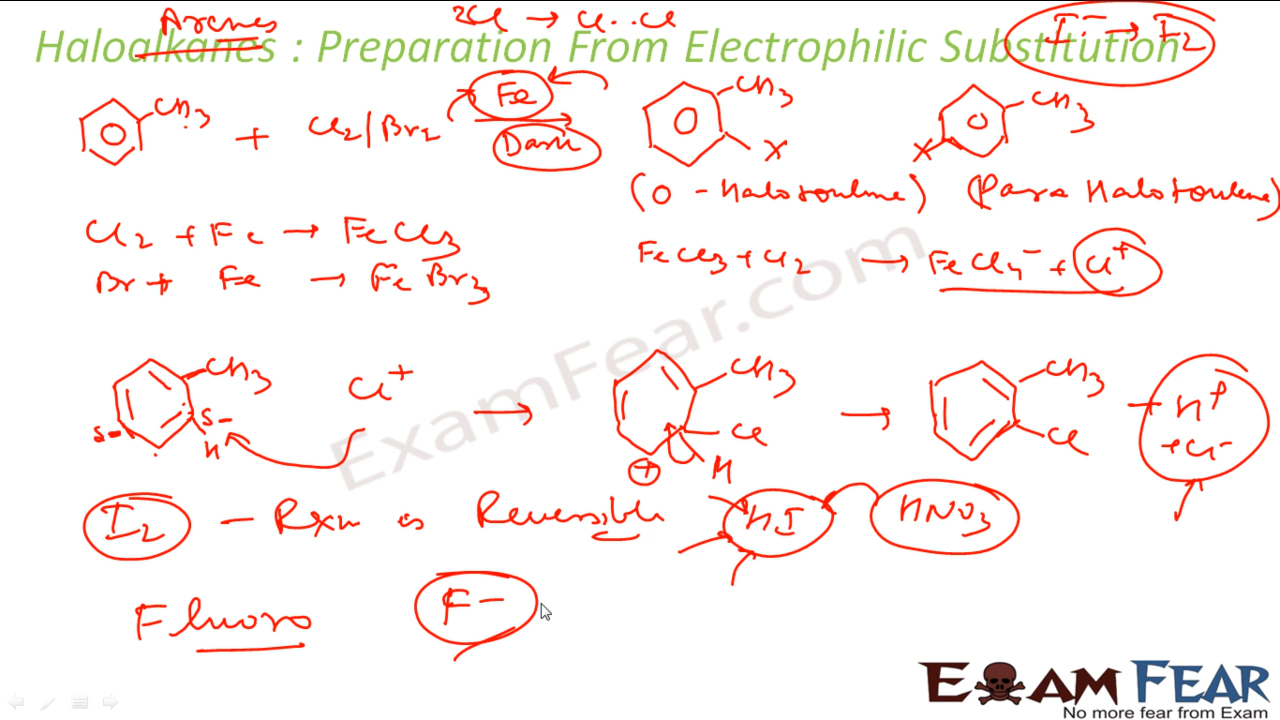 Arenes
2Cl → Cl··Cl
I⁻ → I₂
Haloalkanes : Preparation From Electrophilic Substitution
CH₃ + Cl₂/Br₂ Fe Dark → CH₃ X CH₃ X
(O - Halotouline) (Para Halotoulene)
Cl₂ + Fe → FeCl₃
FeCl₃ + Cl₂ → FeCl₄⁻ + Cl⁺
Br + Fe → FeBr₃
CH₃ δ- δ- H Cl⁺ → CH₃ Cl H + → CH₃ Cl + H⁺ + Cl⁻
I₂ - Rxn is Reversible HI HNO₃
Fluoro F -
ExamFear.com
EXAM FEAR
No more fear from Exam